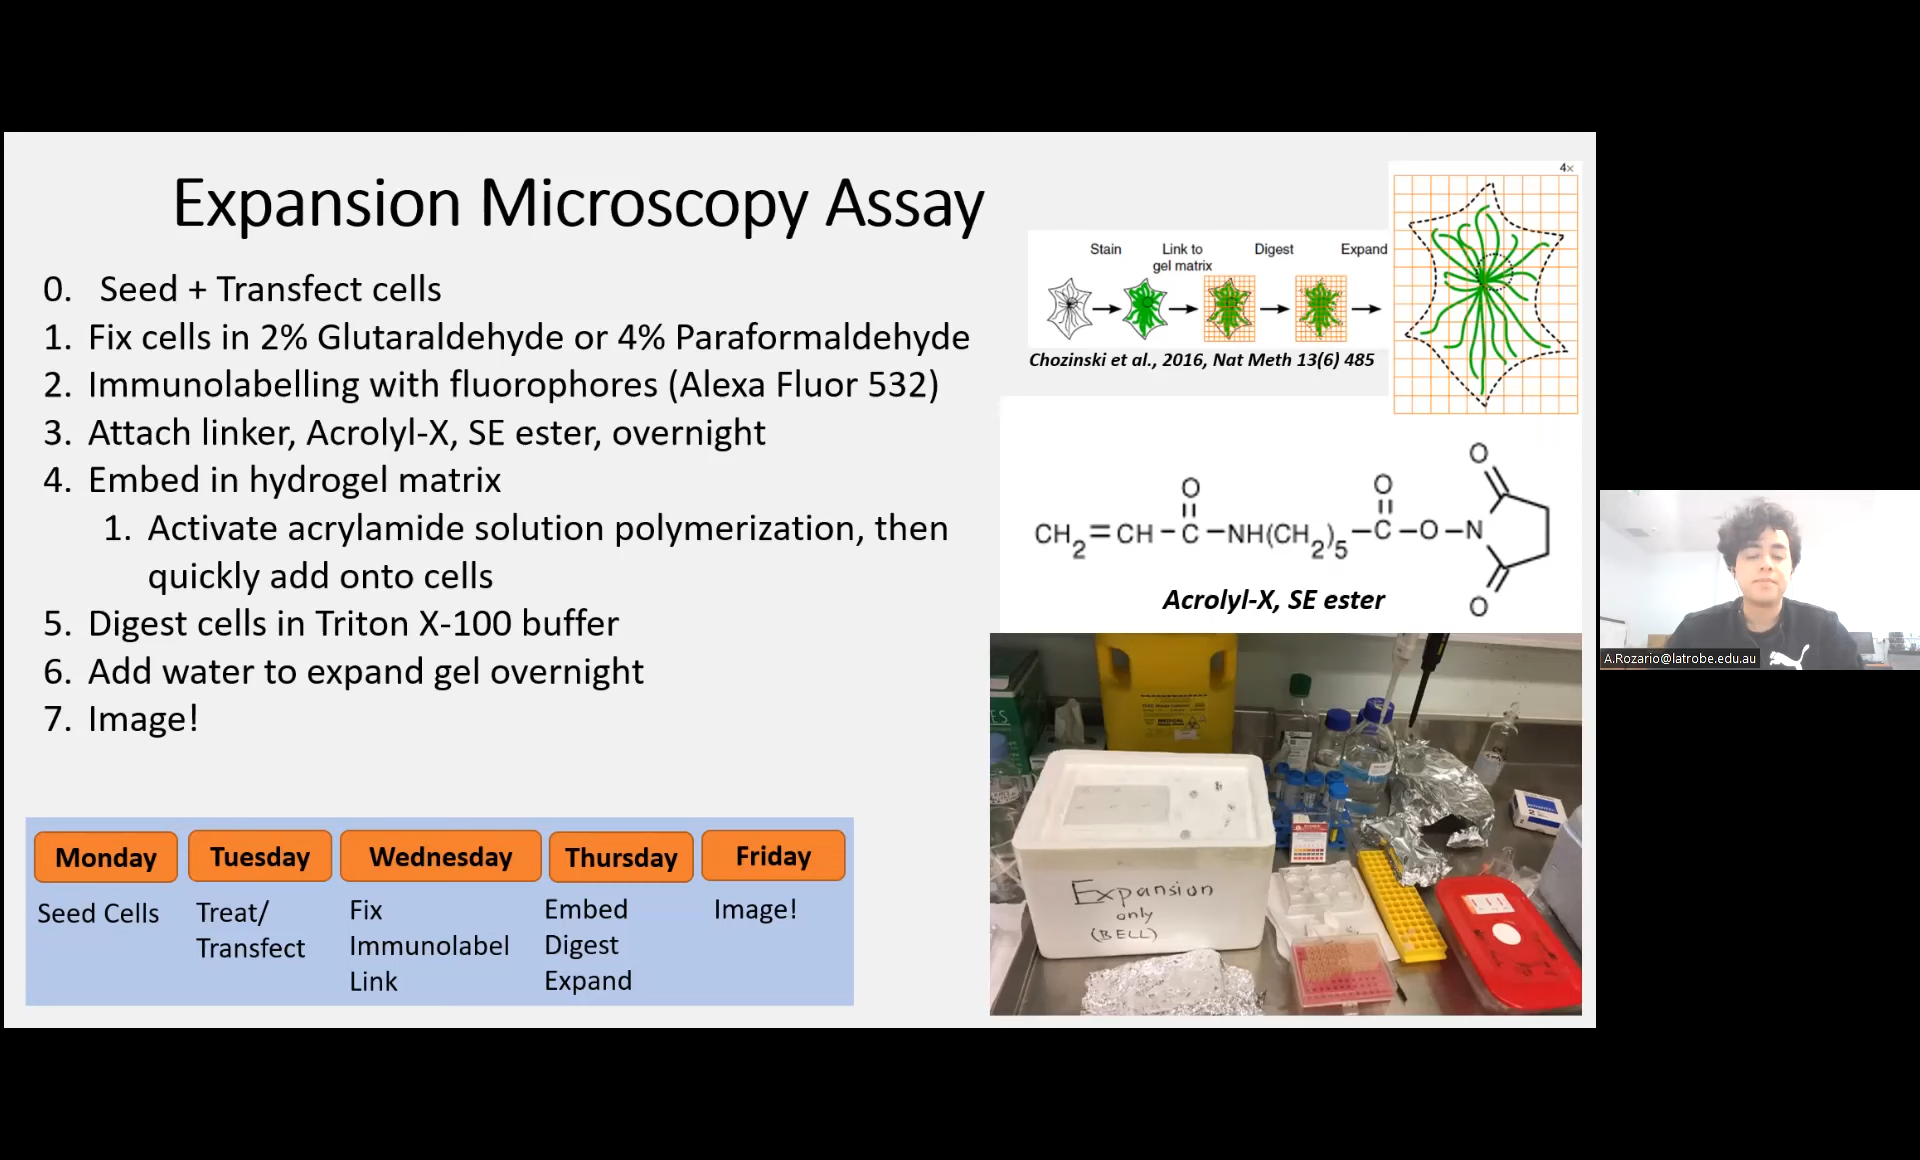 Expansion Microscopy Assay
0. Seed + Transfect cells
1. Fix cells in 2% Glutaraldehyde or 4% Paraformaldehyde
2. Immunolabelling with fluorophores (Alexa Fluor 532)
3. Attach linker, Acrolyl-X, SE ester, overnight
4. Embed in hydrogel matrix
1. Activate acrylamide solution polymerization, then
quickly add onto cells
5. Digest cells in Triton X-100 buffer
6. Add water to expand gel overnight
7. Image!
Monday
Seed Cells
Tuesday
Treat/
Transfect
Wednesday
Fix
Immunolabel
Link
Thursday
Embed
Digest
Expand
Friday
Image!
Stain
Link to
gel matrix
Digest
Expand
4×
Chozinski et al., 2016, Nat Meth 13(6) 485
CH2=CH-C-NH(CH2)5-C-O-N
O
O
O
O
Acrolyl-X, SE ester
MEDICAL
Expansion
only
(BELL)
A.Rozario@latrobe.edu.au